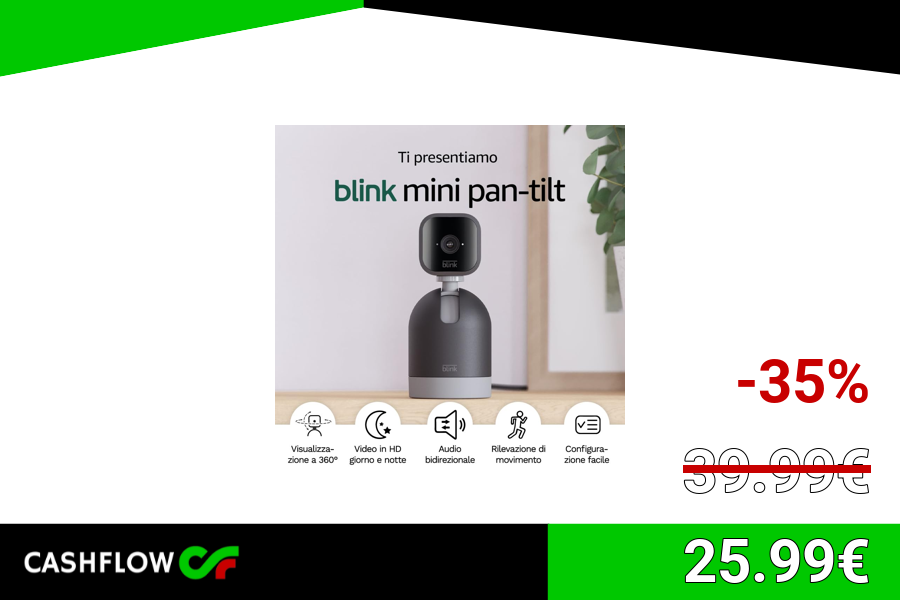 Ti presentiamo
blink mini pan-tilt
blink
blink
Visualizza-
zione a 360°
Video in HD
giorno e notte
Audio
bidirezionale
Rilevazione di
movimento
Configura-
zione facile
-35%
39.99€
CASHFLOW
25.99€